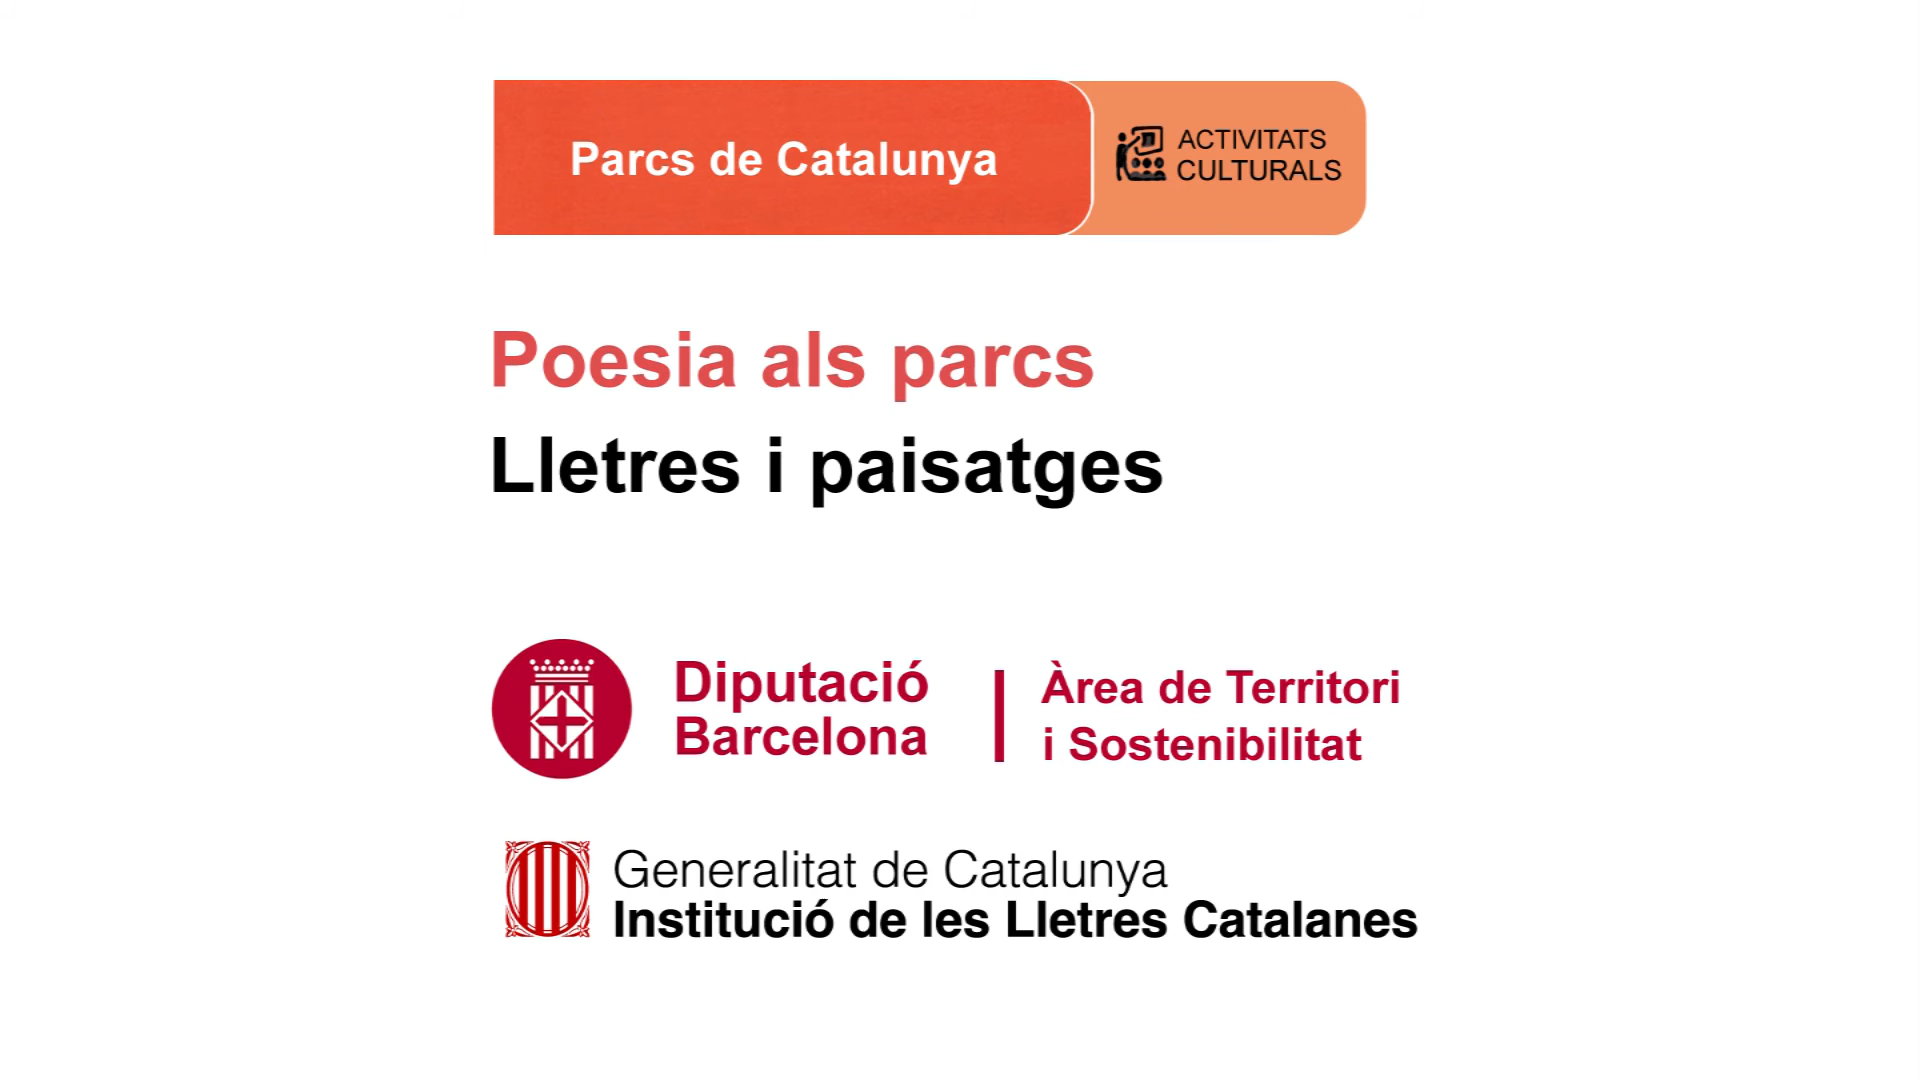 Parcs de Catalunya
ACTIVITATS
CULTURALS
Poesia als parcs
Lletres i paisatges
Diputació
Barcelona
Àrea de Territori
i Sostenibilitat
Generalitat de Catalunya
Institució de les Lletres Catalanes